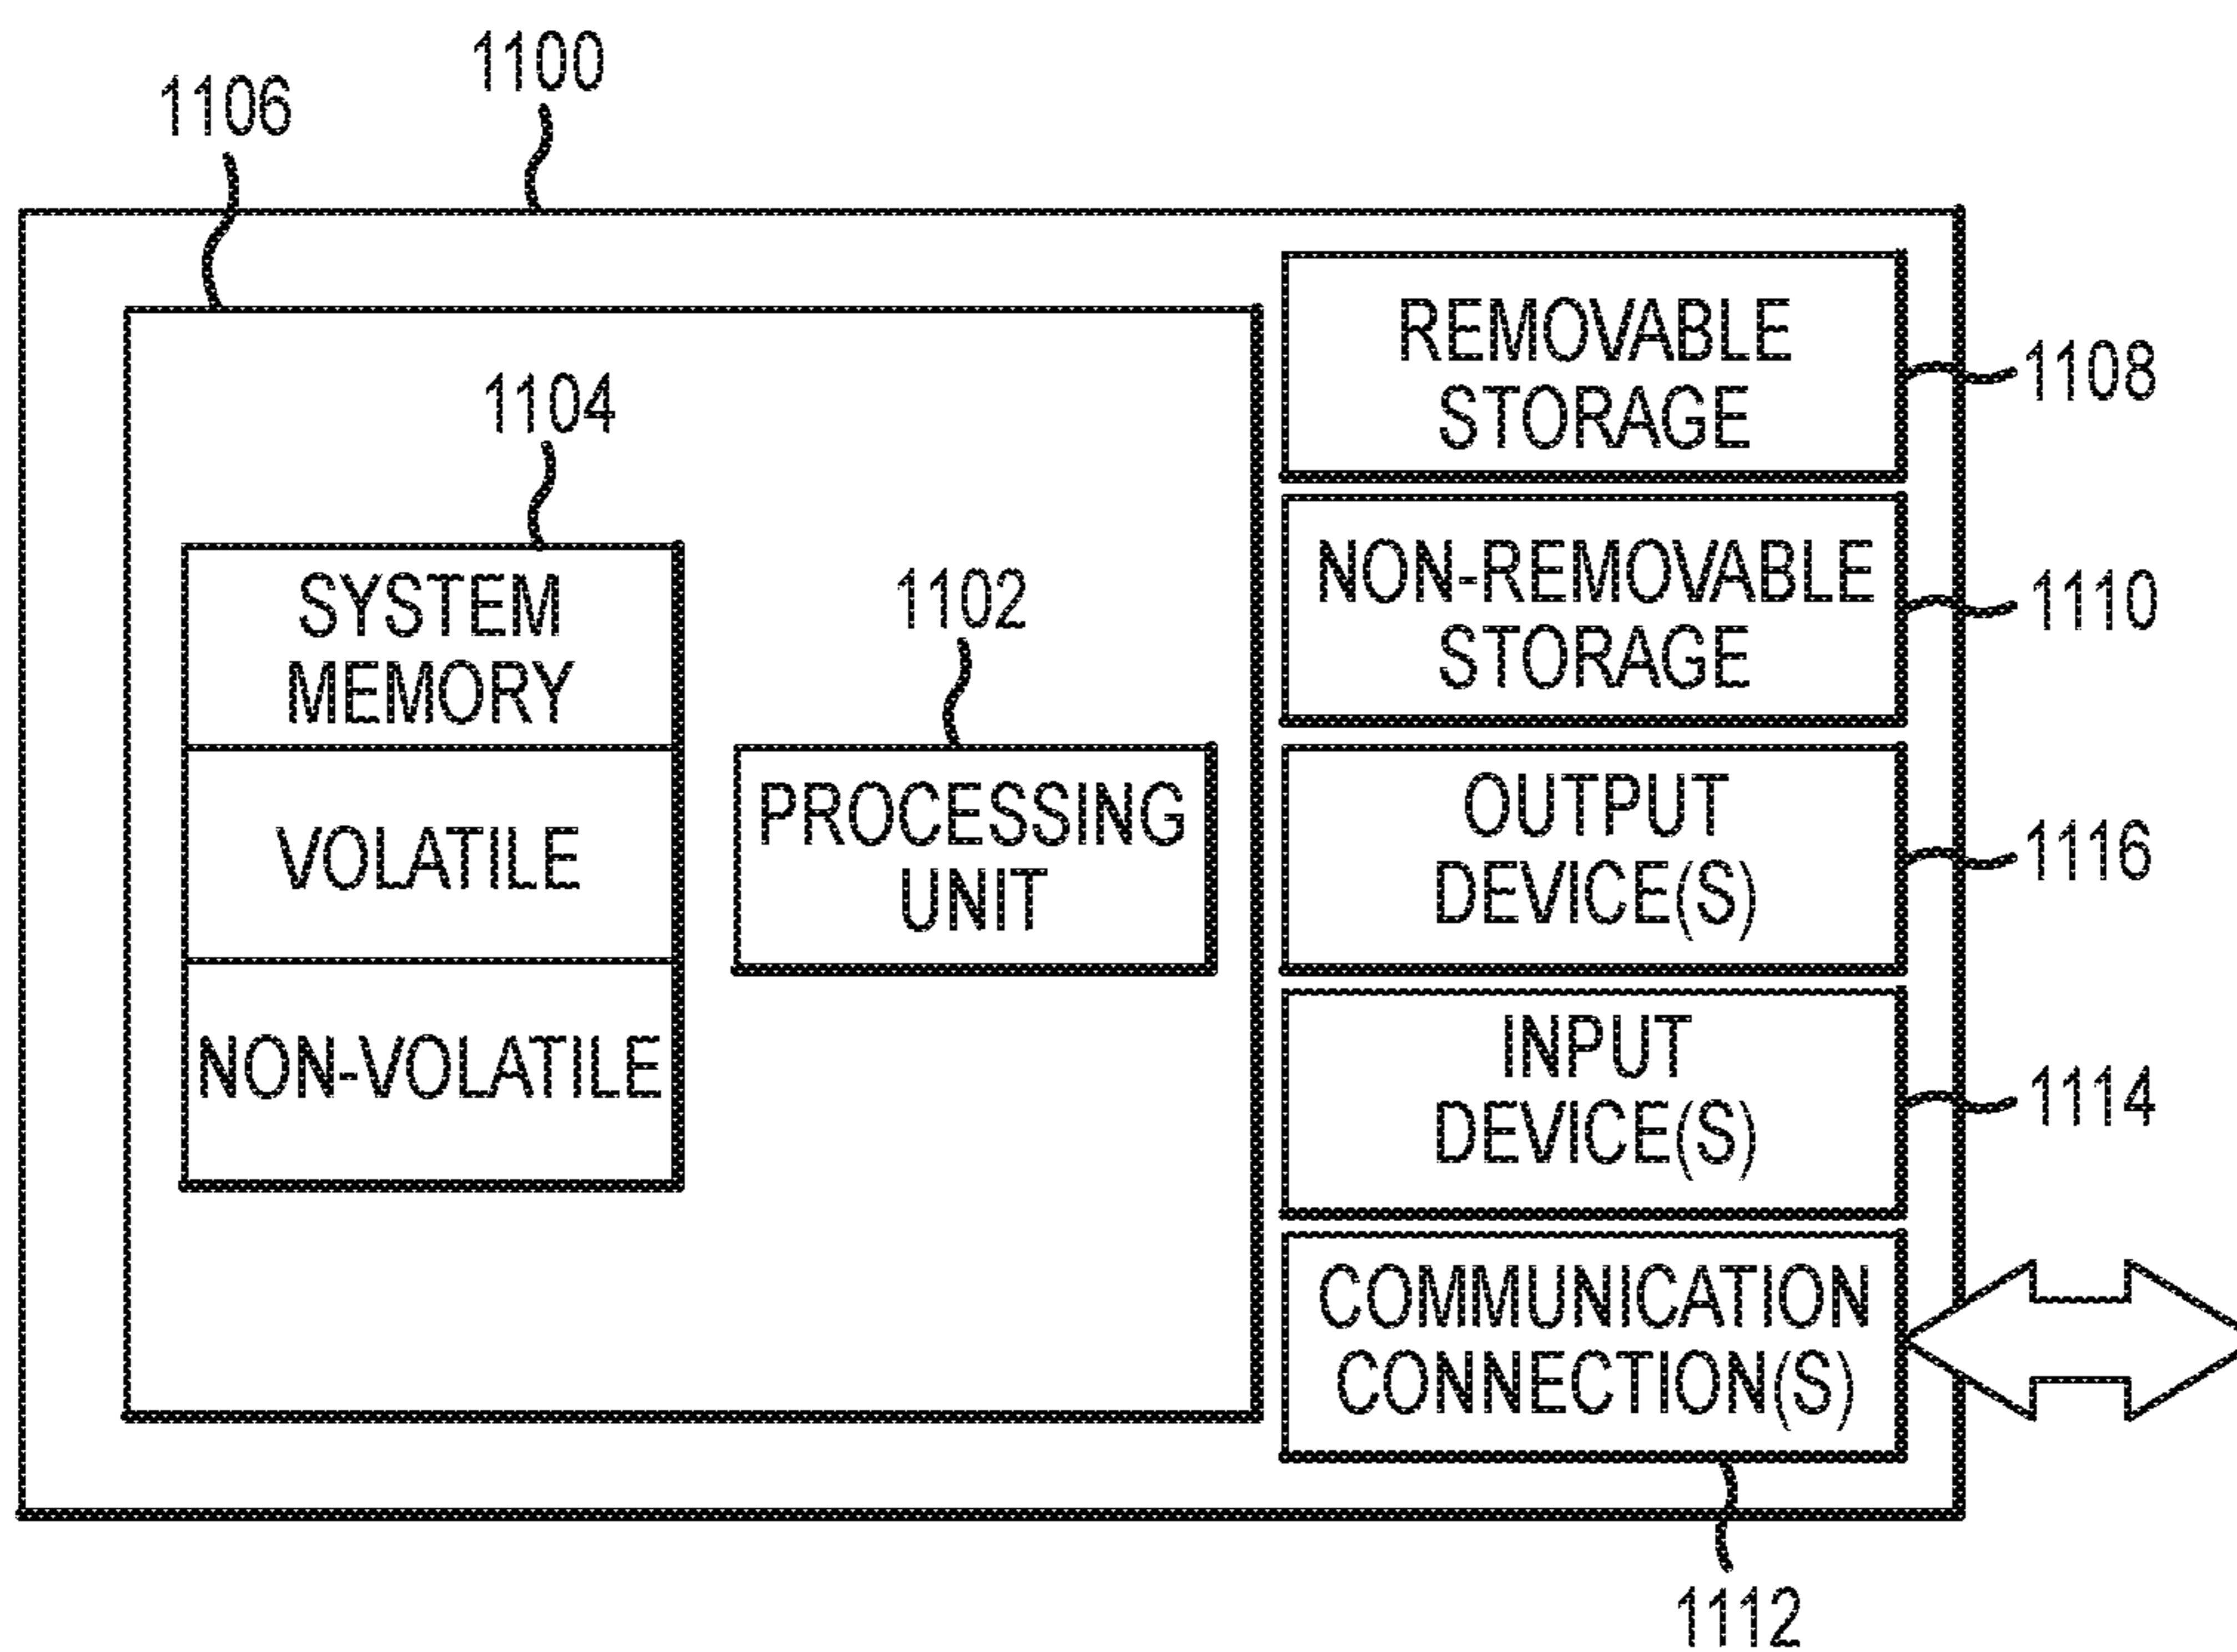 1100
1106
1104
SYSTEM
MEMORY
VOLATILE
NON-VOLATILE
1102
PROCESSING
UNIT
REMOVABLE
STORAGE
1108
NON-REMOVABLE
STORAGE
1110
OUTPUT
DEVICE(S)
1116
INPUT
DEVICE(S)
1114
COMMUNICATION
CONNECTION(S)
1112